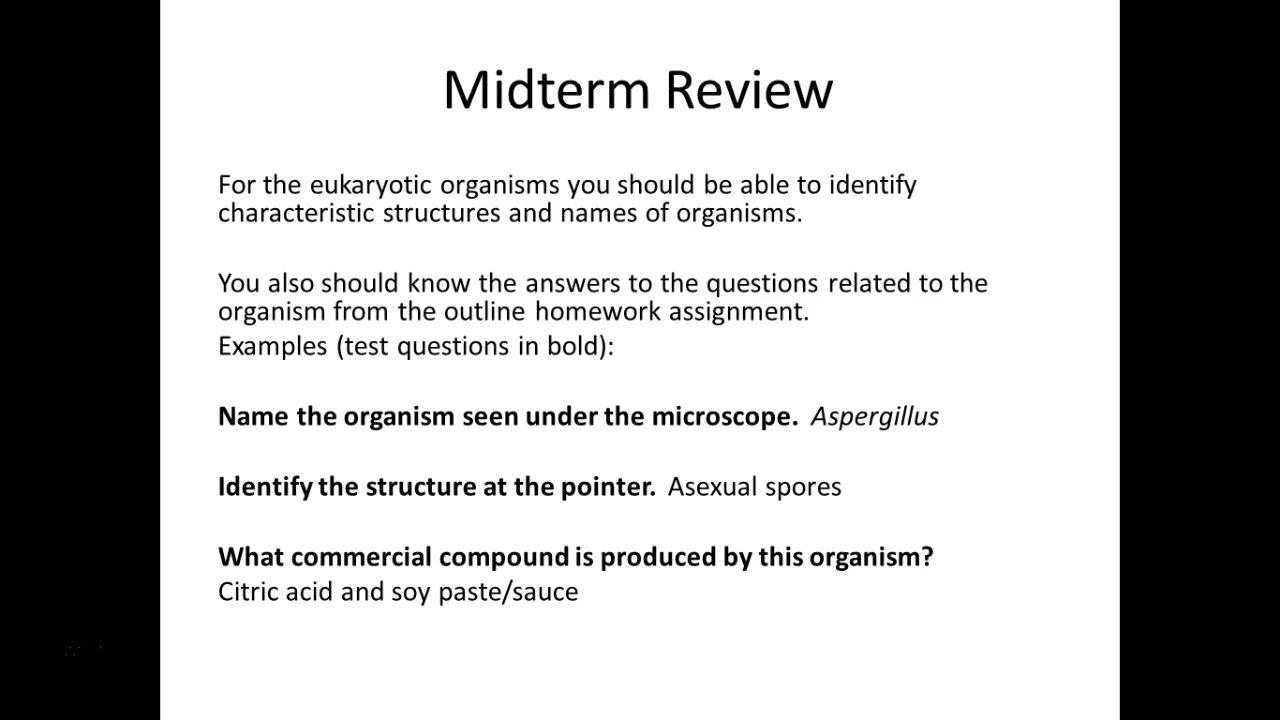 Midterm Review
For the eukaryotic organisms you should be able to identify
characteristic structures and names of organisms.
You also should know the answers to the questions related to the
organism from the outline homework assignment.
Examples (test questions in bold):
Name the organism seen under the microscope. Aspergillus
Identify the structure at the pointer. Asexual spores
What commercial compound is produced by this organism?
Citric acid and soy paste/sauce